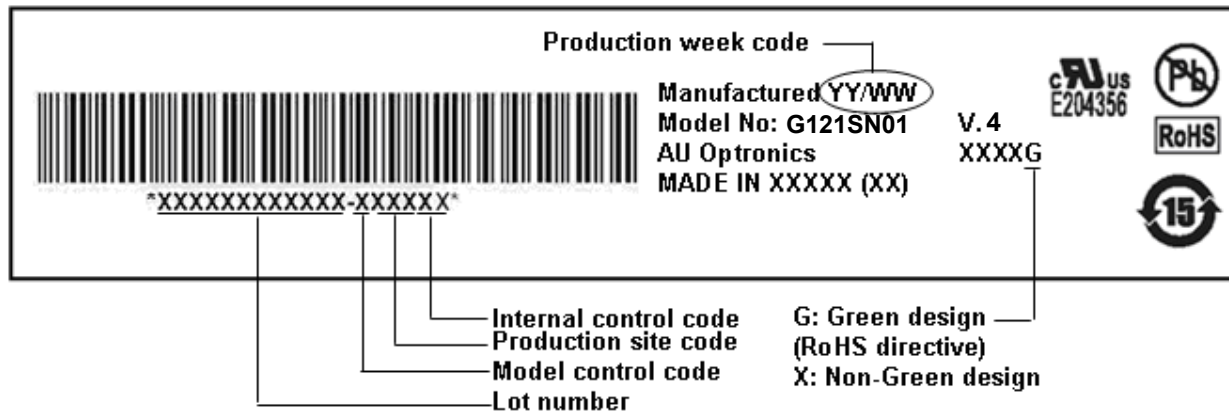 Production week code
Manufactured YY/WW
Model No: G121SN01 V.4
AU Optronics XXXXG
MADE IN XXXXX (XX)
*XXXXXXXXXXXX-XXXXXX*
c RU US
E204356
Pb
RoHS
15
Internal control code
Production site code
Model control code
Lot number
G: Green design
(RoHS directive)
X: Non-Green design